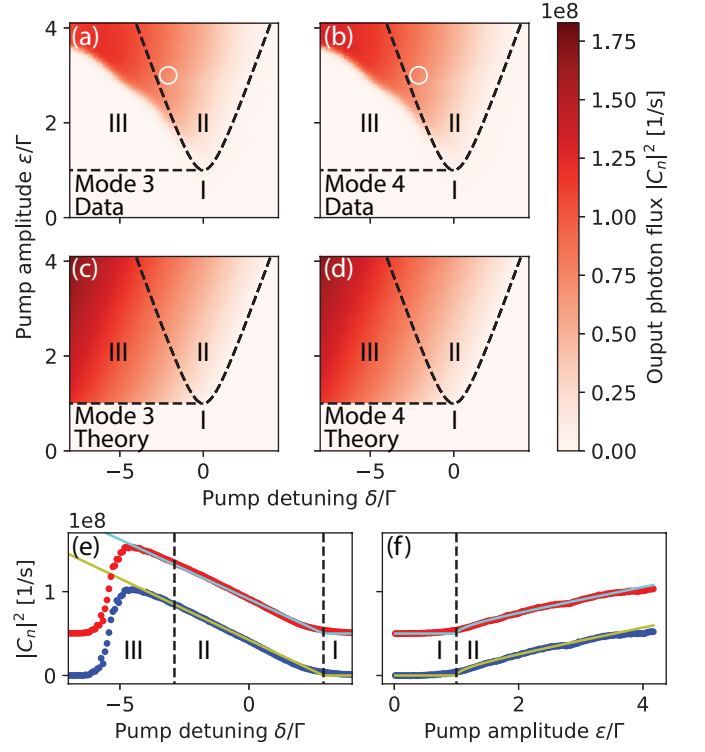 (a)
III
II
I
Mode 3
Data
4
2
0
(b)
III
II
I
Mode 4
Data
(c)
III
II
I
Mode 3
Theory
4
2
0
−5
0
(d)
III
II
I
Mode 4
Theory
−5
0
Pump amplitude ε/Γ
Pump detuning δ/Γ
1e8
1.75
1.50
1.25
1.00
0.75
0.50
0.25
0.00
Ouput photon flux |Cₙ|² [1/s]
1e8
(e)
III
II
I
1
0
|Cₙ|² [1/s]
−5
0
Pump detuning δ/Γ
(f)
I
II
0
2
4
Pump amplitude ε/Γ